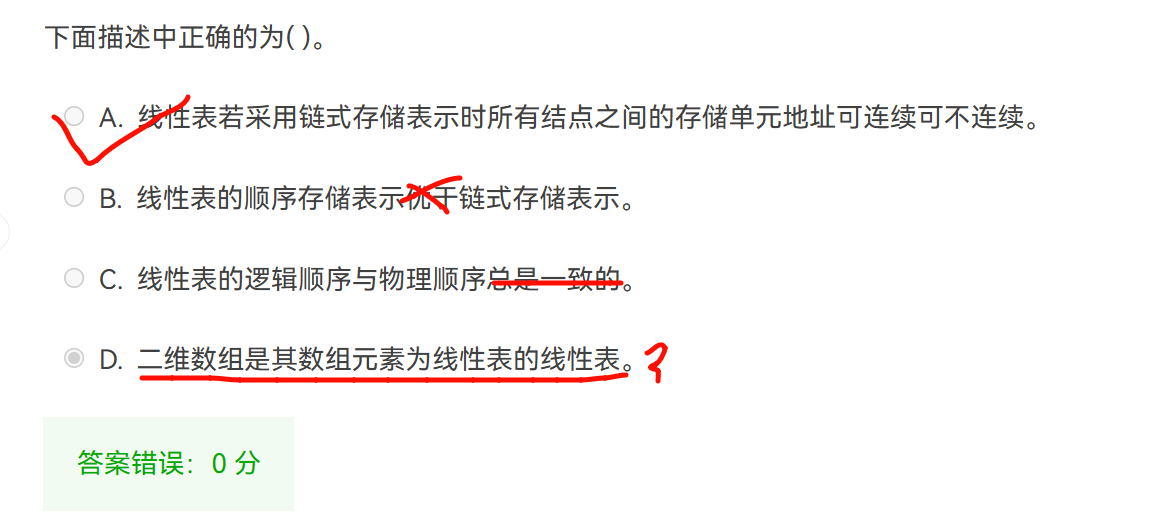 下面描述中正确的为( )。
A. 线性表若采用链式存储表示时所有结点之间的存储单元地址可连续可不连续。
B. 线性表的顺序存储表示优于链式存储表示。
C. 线性表的逻辑顺序与物理顺序总是一致的。
D. 二维数组是其数组元素为线性表的线性表。?
答案错误：0 分